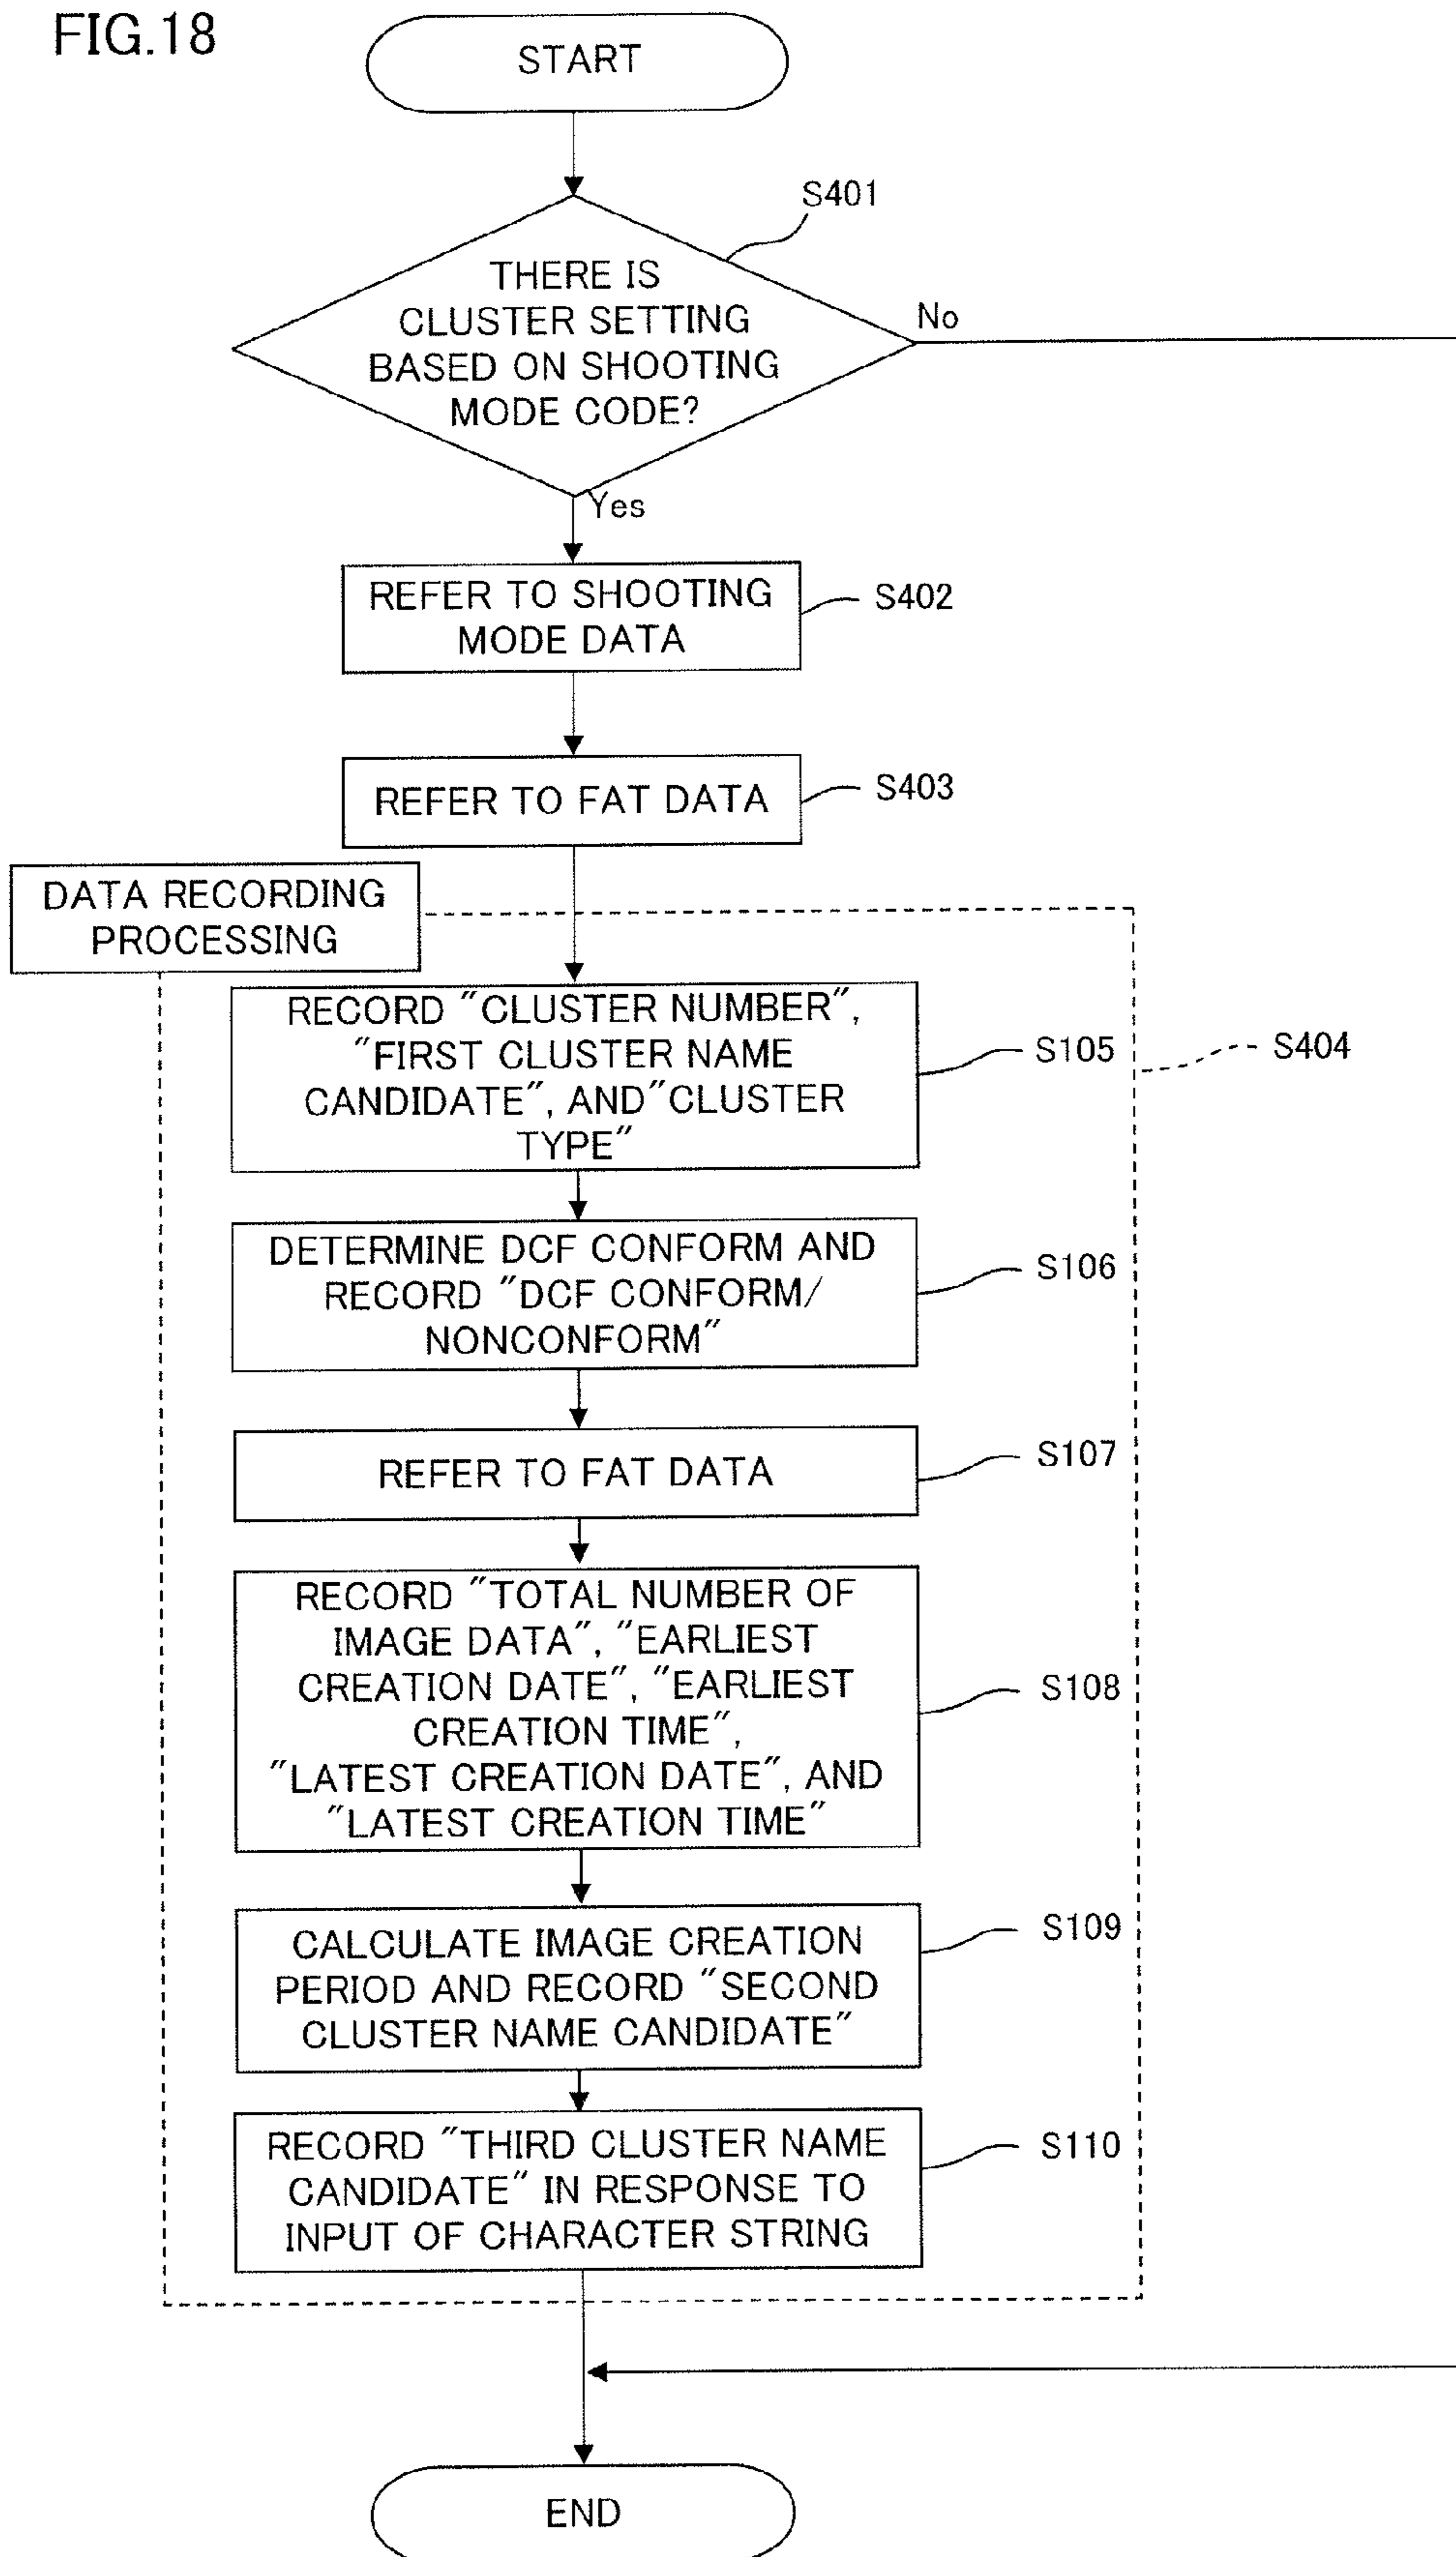 FIG.18
START
S401
THERE IS
CLUSTER SETTING
BASED ON SHOOTING
MODE CODE?
No
Yes
REFER TO SHOOTING
MODE DATA
S402
REFER TO FAT DATA
S403
DATA RECORDING
PROCESSING
RECORD "CLUSTER NUMBER",
"FIRST CLUSTER NAME
CANDIDATE", AND"CLUSTER
TYPE"
S105
S404
DETERMINE DCF CONFORM AND
RECORD "DCF CONFORM/
NONCONFORM"
S106
REFER TO FAT DATA
S107
RECORD "TOTAL NUMBER OF
IMAGE DATA", "EARLIEST
CREATION DATE", "EARLIEST
CREATION TIME",
"LATEST CREATION DATE", AND
"LATEST CREATION TIME"
S108
CALCULATE IMAGE CREATION
PERIOD AND RECORD "SECOND
CLUSTER NAME CANDIDATE"
S109
RECORD "THIRD CLUSTER NAME
CANDIDATE" IN RESPONSE TO
INPUT OF CHARACTER STRING
S110
END